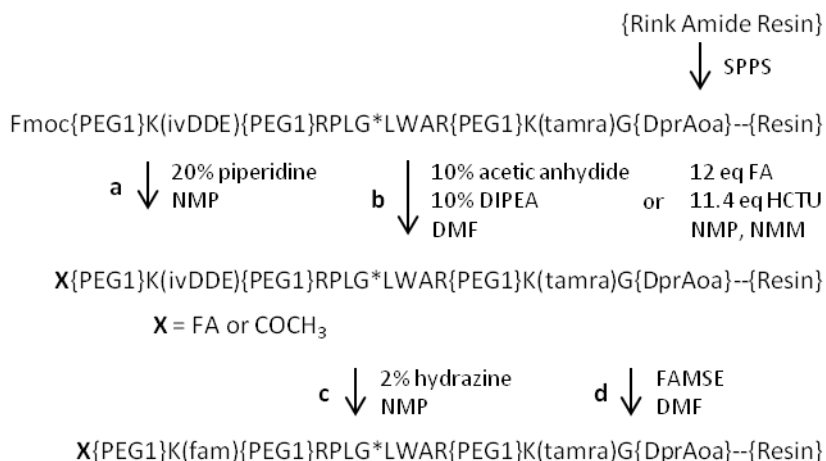 {Rink Amide Resin}
SPPS
Fmoc{PEG1}K(ivDDE){PEG1}RPLG*LWAR{PEG1}K(tamra)G{DprAoa}--{Resin}
a 20% piperidine
NMP
b 10% acetic anhydide
10% DIPEA
DMF
or
12 eq FA
11.4 eq HCTU
NMP, NMM
X{PEG1}K(ivDDE){PEG1}RPLG*LWAR{PEG1}K(tamra)G{DprAoa}--{Resin}
X = FA or COCH₃
c 2% hydrazine
NMP
d FAMSE
DMF
X{PEG1}K(fam){PEG1}RPLG*LWAR{PEG1}K(tamra)G{DprAoa}--{Resin}